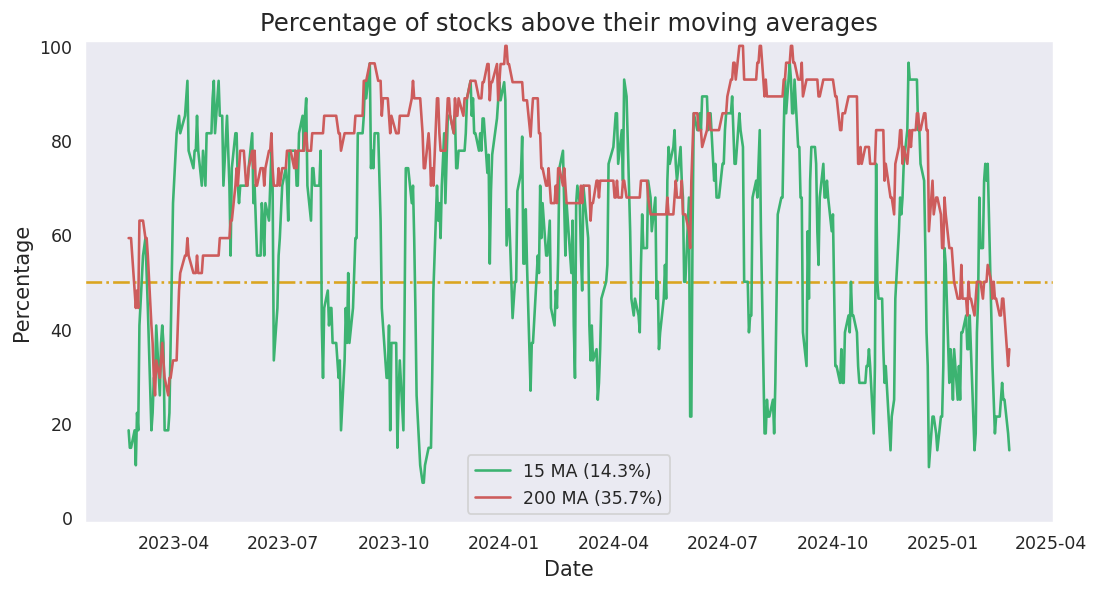 Percentage of stocks above their moving averages
100
80
60
40
20
0
Percentage
15 MA (14.3%)
200 MA (35.7%)
2023-04 2023-07 2023-10 2024-01 2024-04 2024-07 2024-10 2025-01 2025-04
Date